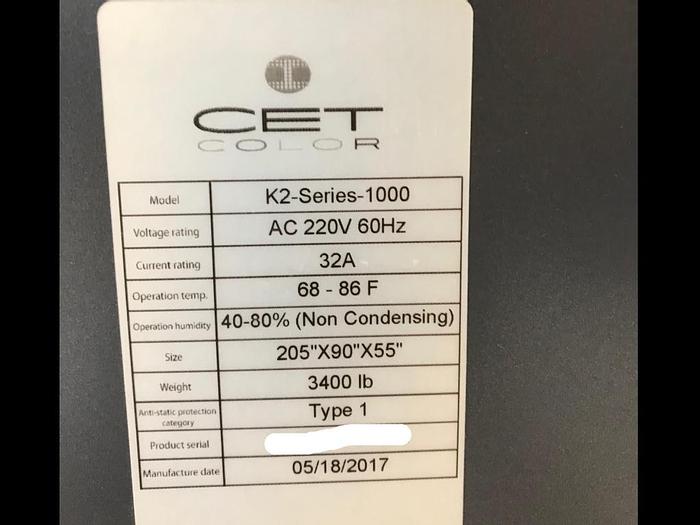 CET
COLOR
Model K2-Series-1000
Voltage rating AC 220V 60Hz
Current rating 32A
Operation temp. 68 - 86 F
Operation humidity 40-80% (Non Condensing)
Size 205"X90"X55"
Weight 3400 lb
Anti-static protection
category Type 1
Product serial
Manufacture date 05/18/2017